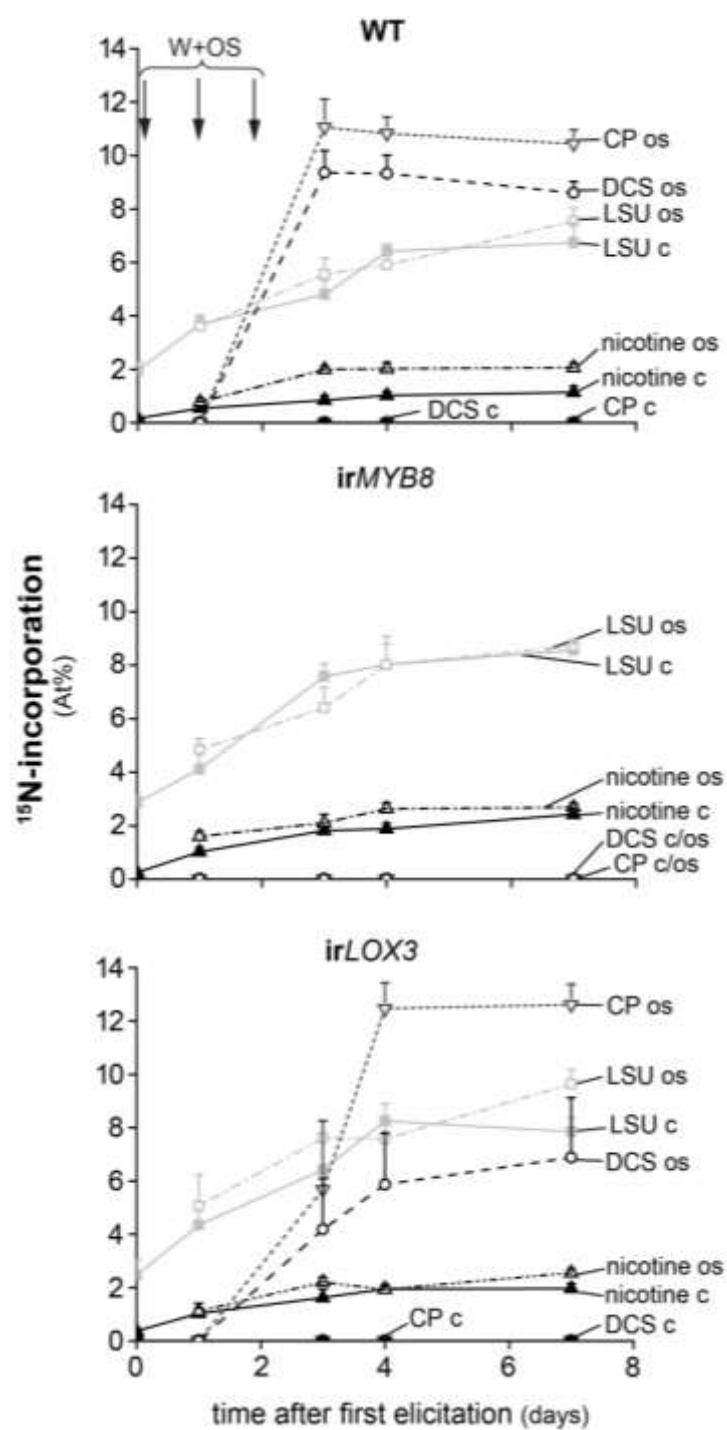 WT
14
W+OS
12
10
8
6
4
2
0
CP os
DCS os
LSU os
LSU c
nicotine os
nicotine c
DCS c
CP c
irMYB8
14
12
10
8
6
4
2
0
LSU os
LSU c
nicotine os
nicotine c
DCS c/os
CP c/os
¹⁵N-incorporation
(At%)
irLOX3
14
12
10
8
6
4
2
0
CP os
LSU os
LSU c
DCS os
nicotine os
nicotine c
CP c
DCS c
0 2 4 6 8
time after first elicitation (days)